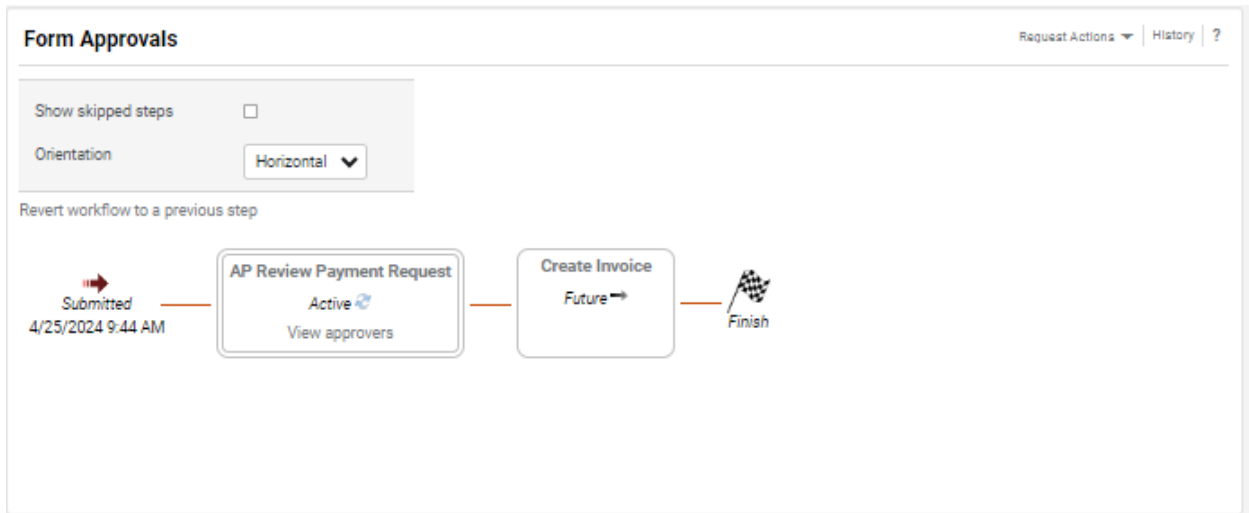 Form Approvals
Request Actions
History
?
Show skipped steps
Orientation
Horizontal
Revert workflow to a previous step
Submitted
4/25/2024 9:44 AM
AP Review Payment Request
Active
View approvers
Create Invoice
Future
Finish